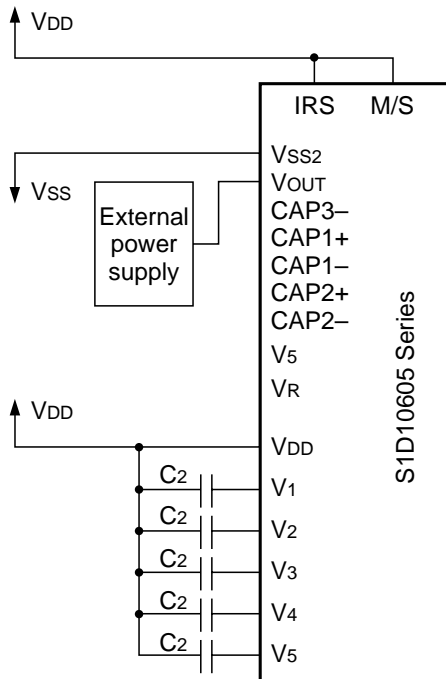 VDD
IRS M/S
VSS2
VSS
VOUT
External
power
supply
CAP3–
CAP1+
CAP1–
CAP2+
CAP2–
V5
VR
S1D10605 Series
VDD
VDD
C2 V1
C2 V2
C2 V3
C2 V4
C2 V5